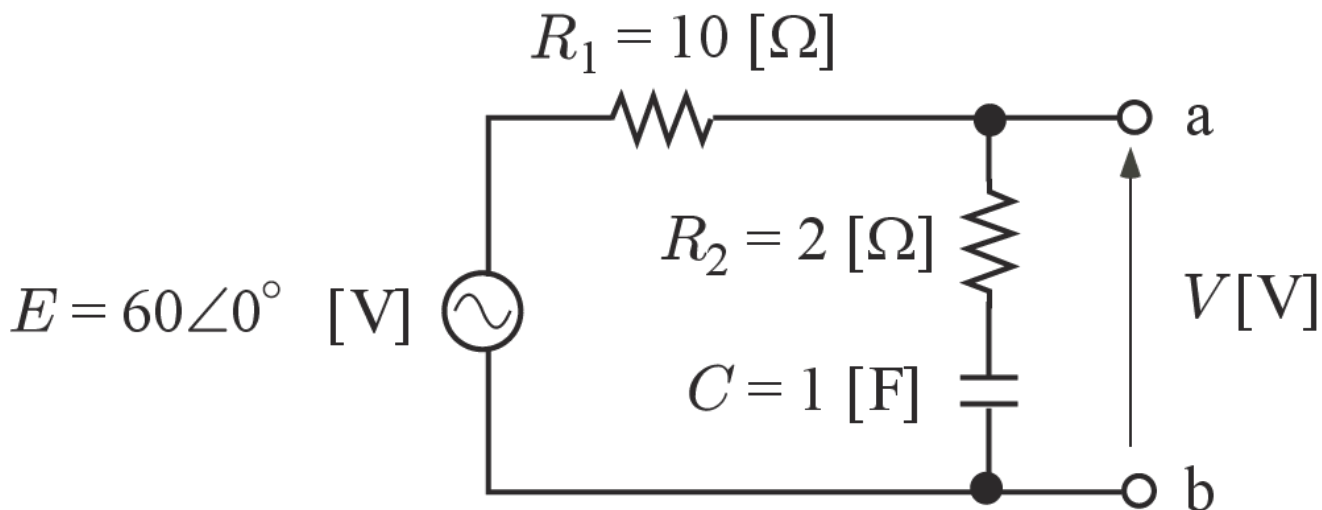 R₁ = 10 [Ω]
a
R₂ = 2 [Ω]
E = 60∠0° [V]
V[V]
C = 1 [F]
b